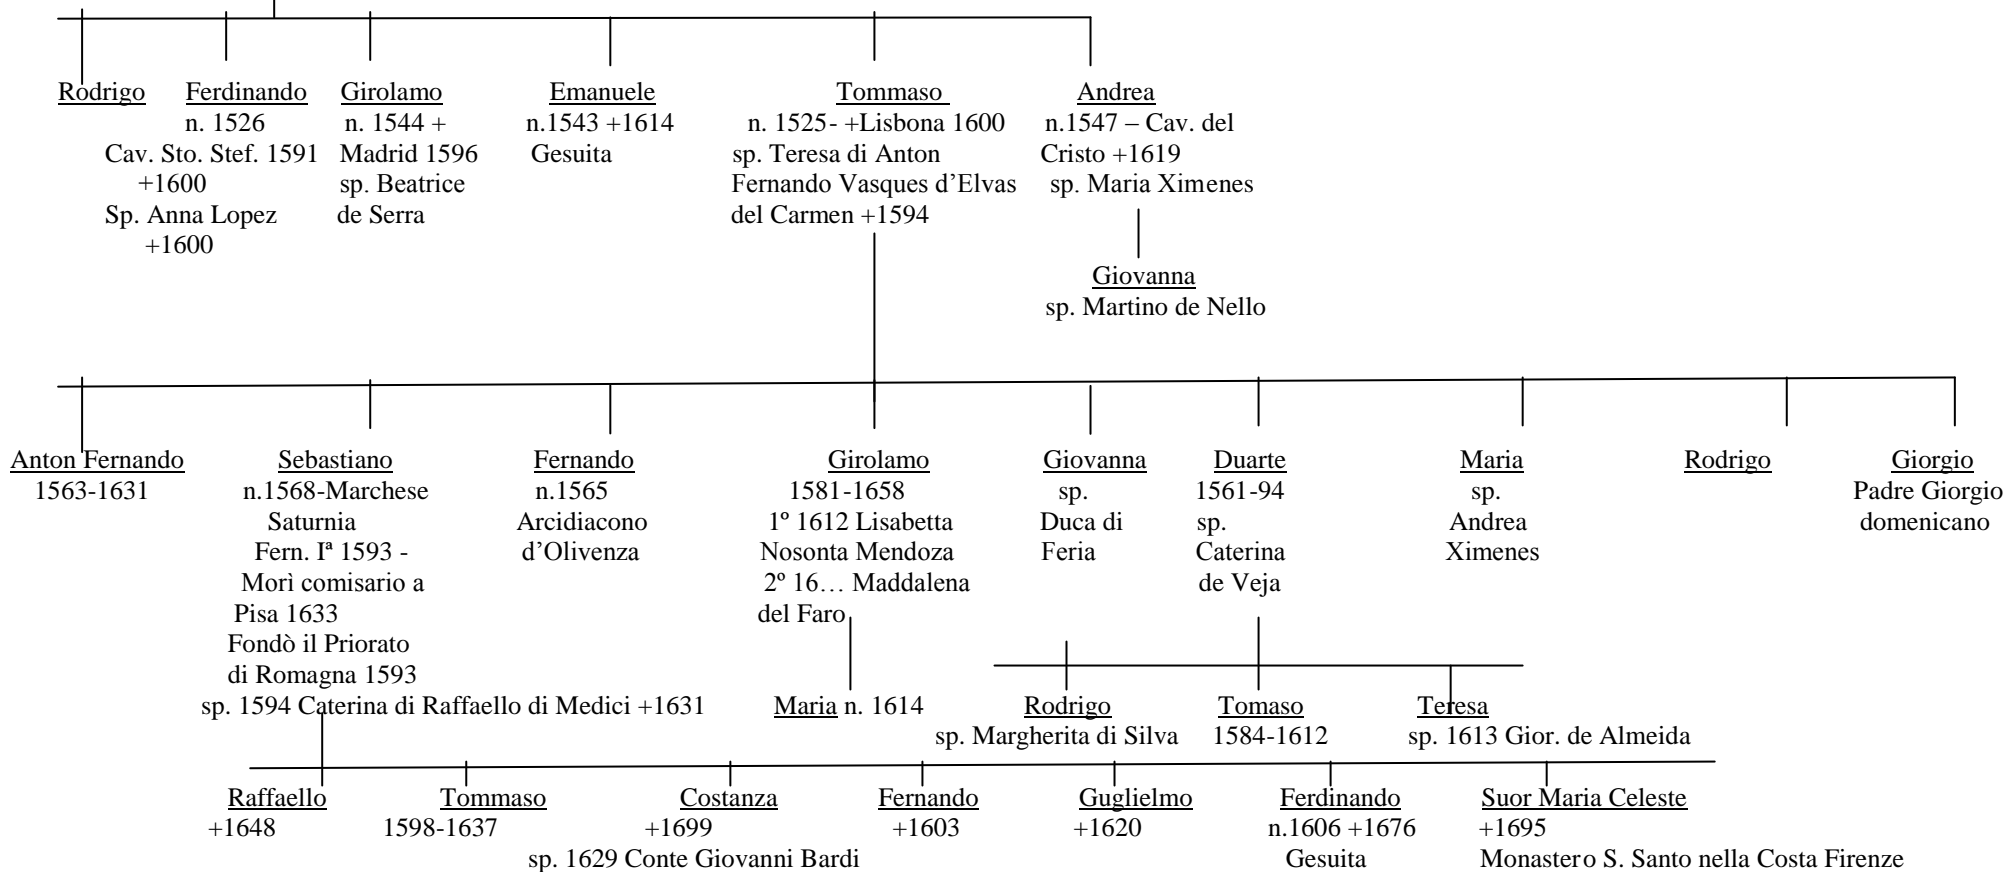 Rodrigo
Ferdinando
n. 1526
Cav. Sto. Stef. 1591
+1600
Sp. Anna Lopez
+1600
Girolamo
n. 1544 +
Madrid 1596
sp. Beatrice
de Serra
Emanuele
n.1543 +1614
Gesuita
Tommaso
n. 1525- +Lisbona 1600
sp. Teresa di Anton
Fernando Vasques d’Elvas
del Carmen +1594
Andrea
n.1547 – Cav. del
Cristo +1619
sp. Maria Ximenes
Giovanna
sp. Martino de Nello
Anton Fernando
1563-1631
Sebastiano
n.1568-Marchese
Saturnia
Fern. Iª 1593 -
Morì comisario a
Pisa 1633
Fondò il Priorato
di Romagna 1593
sp. 1594 Caterina di Raffaello di Medici +1631
Fernando
n.1565
Arcidiacono
d’Olivenza
Girolamo
1581-1658
1º 1612 Lisabetta
Nosonta Mendoza
2º 16… Maddalena
del Faro
Giovanna
sp.
Duca di
Feria
Duarte
1561-94
sp.
Caterina
de Veja
Maria
sp.
Andrea
Ximenes
Rodrigo
Giorgio
Padre Giorgio
domenicano
Maria n. 1614
Rodrigo
sp. Margherita di Silva
Tomaso
1584-1612
Teresa
sp. 1613 Gior. de Almeida
Raffaello
+1648
Tommaso
1598-1637
Costanza
+1699
sp. 1629 Conte Giovanni Bardi
Fernando
+1603
Guglielmo
+1620
Ferdinando
n.1606 +1676
Gesuita
Suor Maria Celeste
+1695
Monastero S. Santo nella Costa Firenze